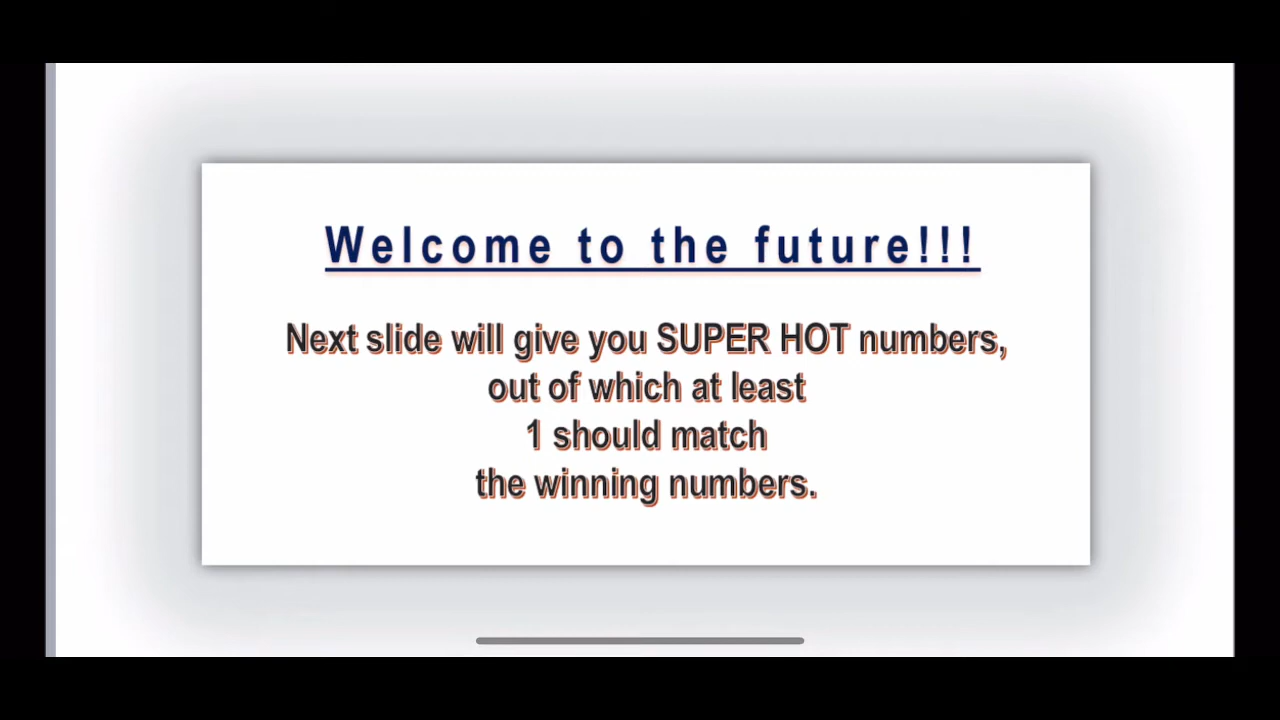 Welcome to the future!!!
Next slide will give you SUPER HOT numbers,
out of which at least
1 should match
the winning numbers.